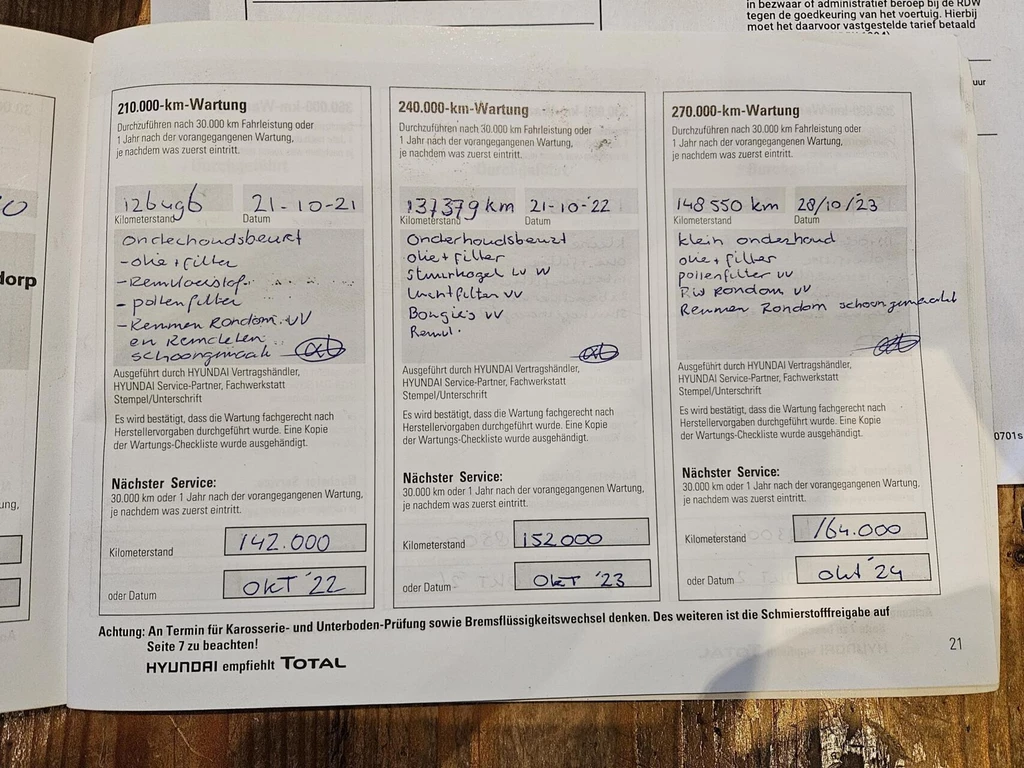 in bezwaar of administratief beroep bij de RDW
tegen de goedkeuring van het voertuig. Hierbij
moet het daarvoor vastgestelde tarief betaald
uur
0701s
dorp
ung,
210.000-km-Wartung
Durchzuführen nach 30.000 km Fahrleistung oder
1 Jahr nach der vorangegangenen Wartung,
je nachdem was zuerst eintritt.
126496 21-10-21
Kilometerstand Datum
Onderhoudsbeurt
- olie + filter
- Remvloeistof
- pollenfilter
- Remmen Rondom VV
en Remdelen
schoongemaak
Ausgeführt durch HYUNDAI Vertragshändler,
HYUNDAI Service-Partner, Fachwerkstatt
Stempel/Unterschrift
Es wird bestätigt, dass die Wartung fachgerecht nach
Herstellervorgaben durchgeführt wurde. Eine Kopie
der Wartungs-Checkliste wurde ausgehändigt.
Nächster Service:
30.000 km oder 1 Jahr nach der vorangegangenen Wartung,
je nachdem was zuerst eintritt.
Kilometerstand 142.000
oder Datum OKT '22
240.000-km-Wartung
Durchzuführen nach 30.000 km Fahrleistung oder
1 Jahr nach der vorangegangenen Wartung,
je nachdem was zuerst eintritt.
137379 km 21-10-'22
Kilometerstand Datum
Onderhoudsbeurt
olie + filter
Stuurkogel LV W
Luchtfilter VV
Bougies VV
Remvl.
Ausgeführt durch HYUNDAI Vertragshändler,
HYUNDAI Service-Partner, Fachwerkstatt
Stempel/Unterschrift
Es wird bestätigt, dass die Wartung fachgerecht nach
Herstellervorgaben durchgeführt wurde. Eine Kopie
der Wartungs-Checkliste wurde ausgehändigt.
Nächster Service:
30.000 km oder 1 Jahr nach der vorangegangenen Wartung,
je nachdem was zuerst eintritt.
Kilometerstand 152000
oder Datum OKT '23
270.000-km-Wartung
Durchzuführen nach 30.000 km Fahrleistung oder
1 Jahr nach der vorangegangenen Wartung,
je nachdem was zuerst eintritt.
148 550 km 28/10/23
Kilometerstand Datum
klein onderhoud
olie + filter
pollenfilter VV
Rondom VV
Remmen Rondom schoongemaakt
Ausgeführt durch HYUNDAI Vertragshändler,
HYUNDAI Service-Partner, Fachwerkstatt
Stempel/Unterschrift
Es wird bestätigt, dass die Wartung fachgerecht nach
Herstellervorgaben durchgeführt wurde. Eine Kopie
der Wartungs-Checkliste wurde ausgehändigt.
Nächster Service:
30.000 km oder 1 Jahr nach der vorangegangenen Wartung,
je nachdem was zuerst eintritt.
Kilometerstand 164.000
oder Datum okt '24
Achtung: An Termin für Karosserie- und Unterboden-Prüfung sowie Bremsflüssigkeitswechsel denken. Des weiteren ist die Schmierstofffreigabe auf
Seite 7 zu beachten!
HYUNDAI empfiehlt TOTAL
21